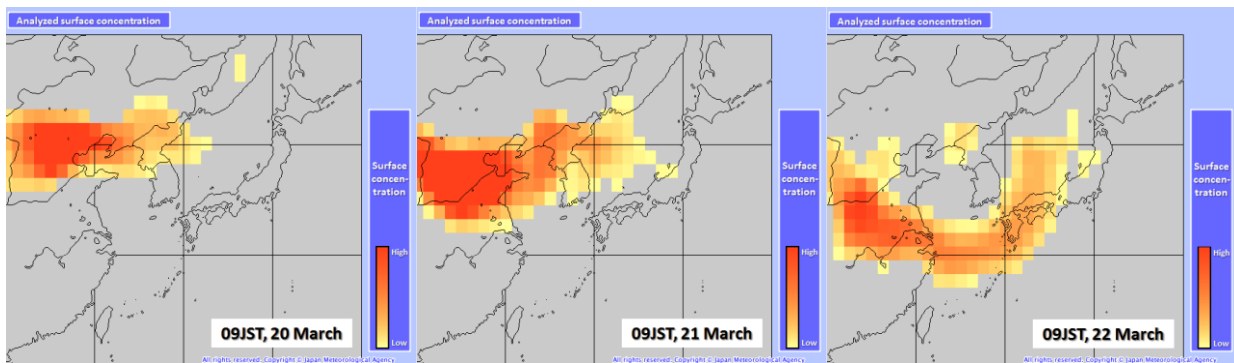 Analyzed surface concentration
Surface
concen-
tration
High
Low
09JST, 20 March
All rights reserved. Copyright © Japan Meteorological Agency
Analyzed surface concentration
Surface
concen-
tration
High
Low
09JST, 21 March
All rights reserved. Copyright © Japan Meteorological Agency
Analyzed surface concentration
Surface
concen-
tration
High
Low
09JST, 22 March
All rights reserved. Copyright © Japan Meteorological Agency